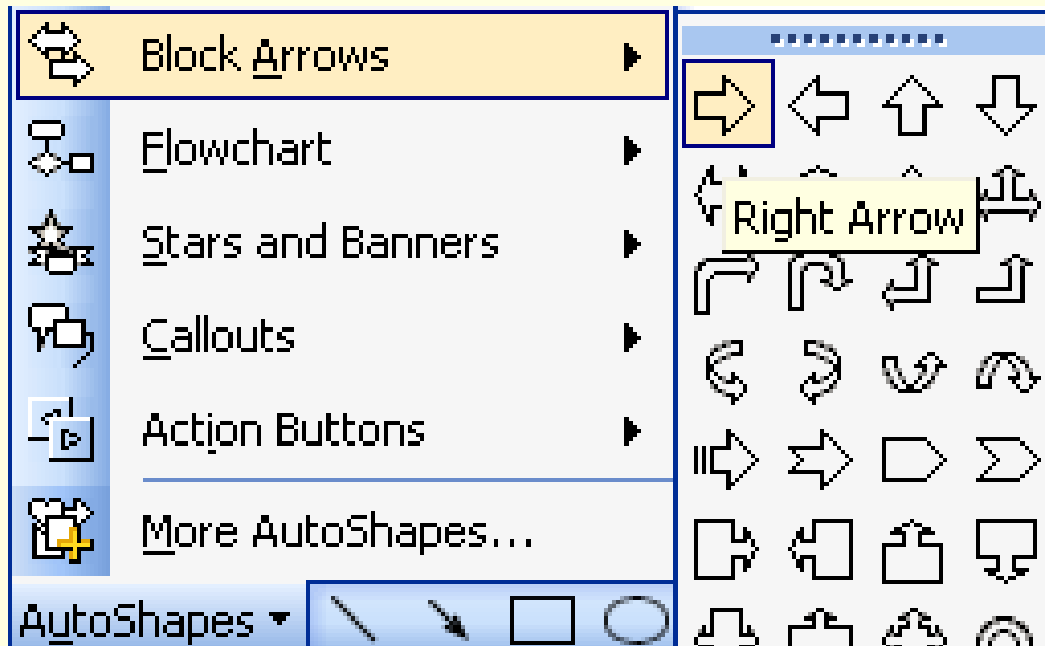 Block Arrows
Flowchart
Stars and Banners
Callouts
Action Buttons
More AutoShapes...
AutoShapes
Right Arrow